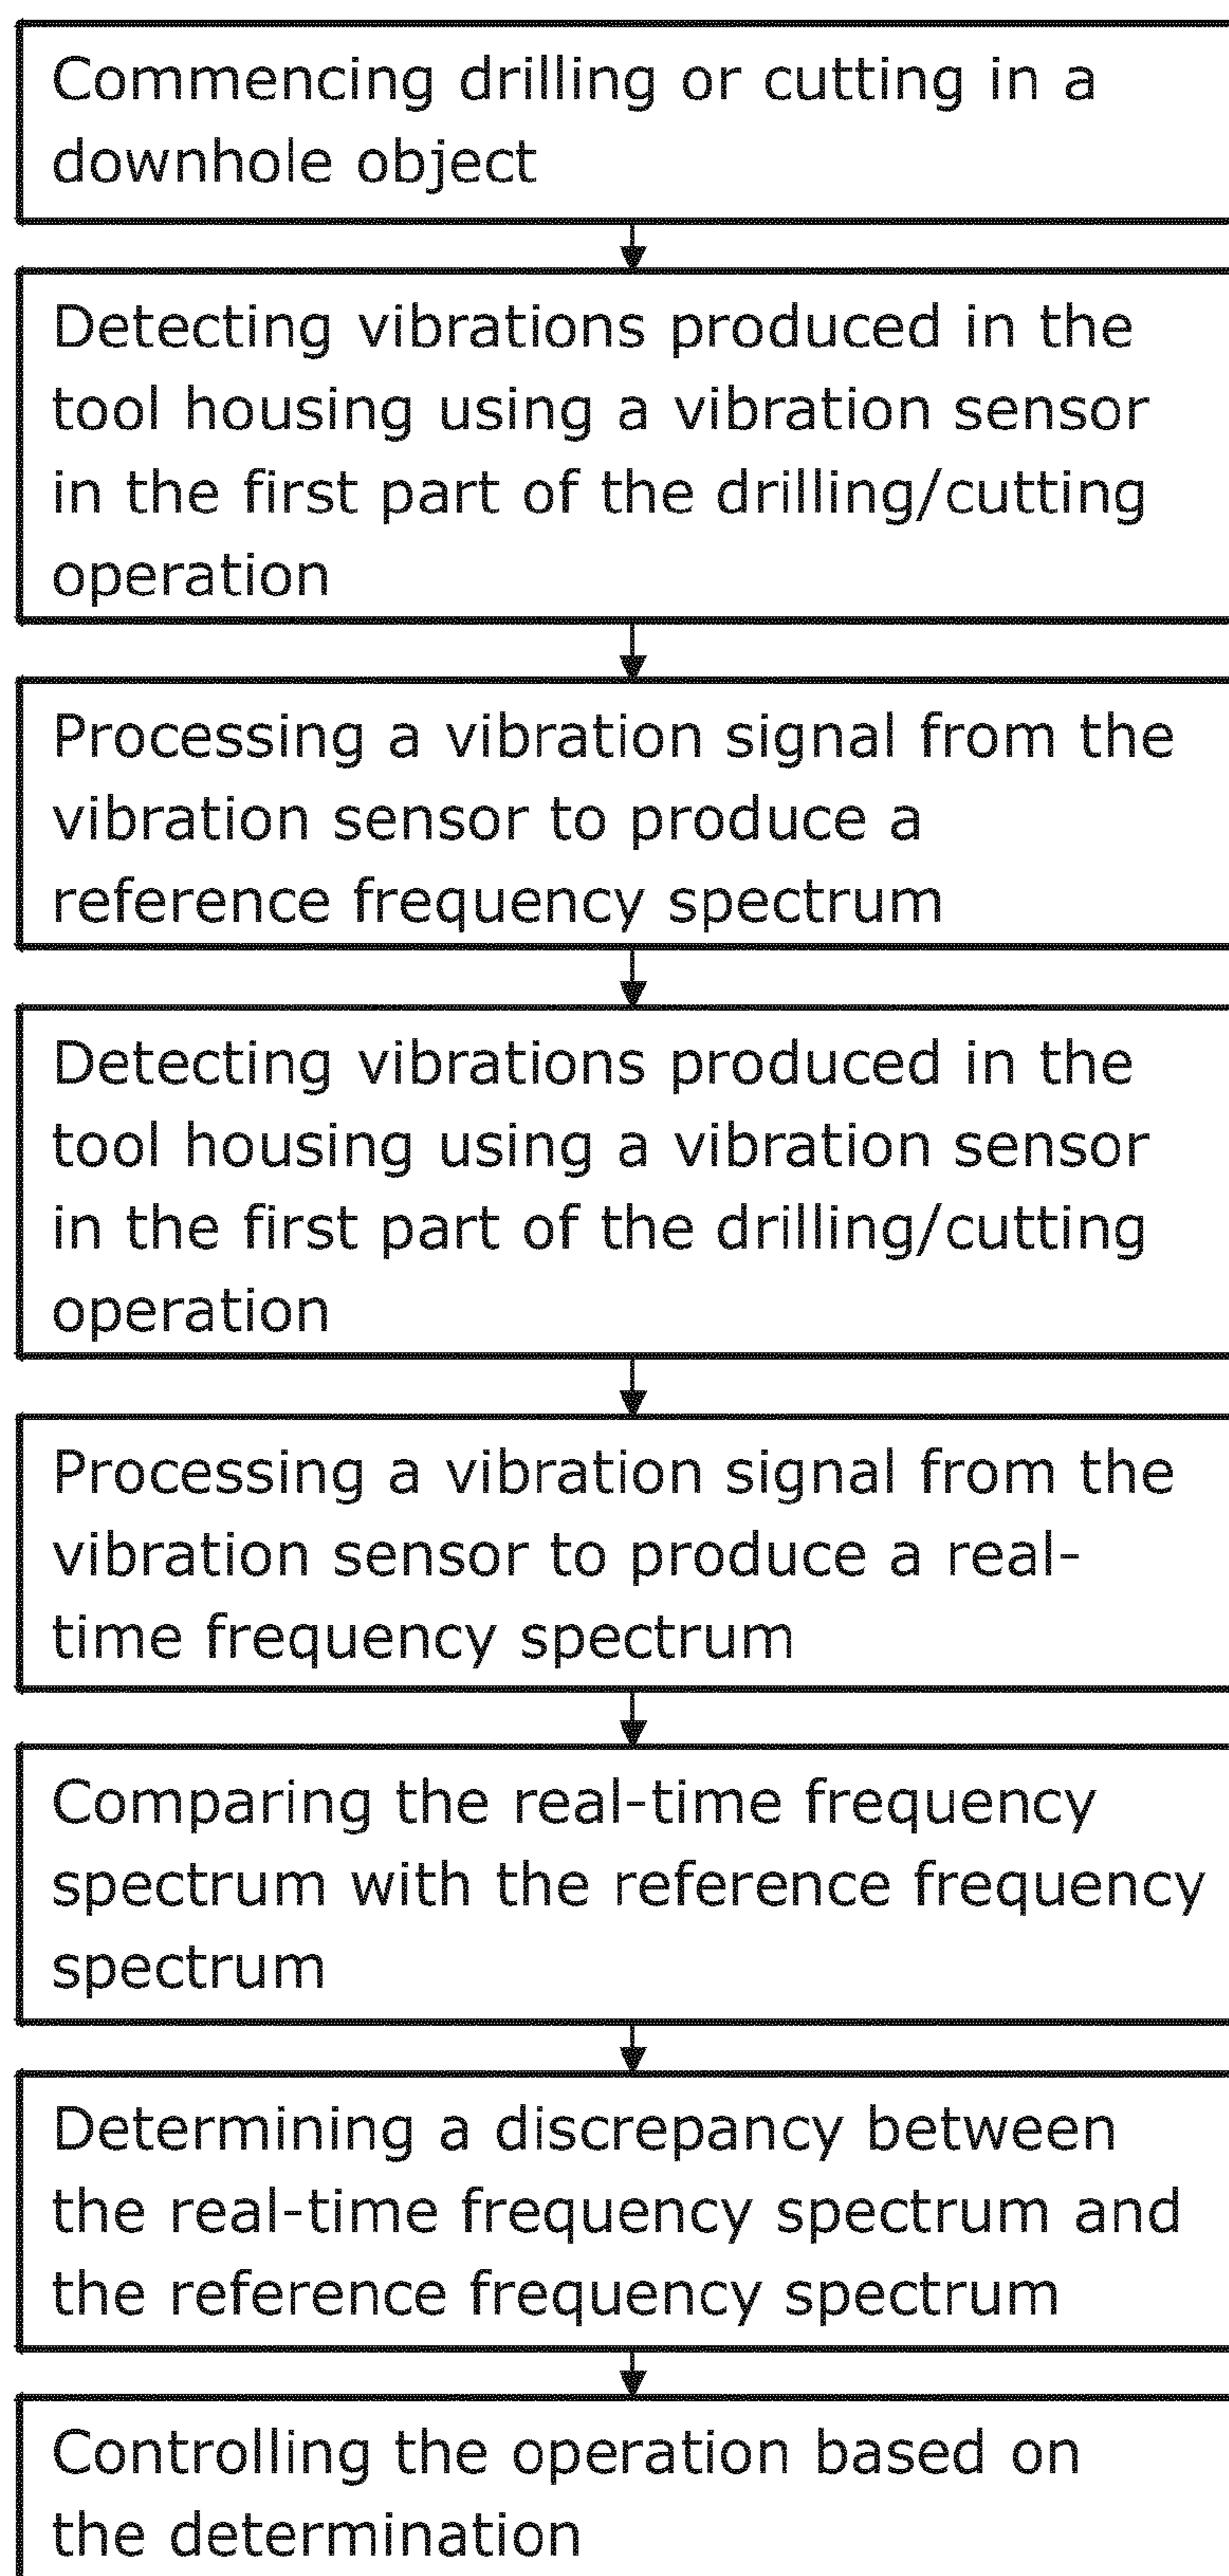 Commencing drilling or cutting in a
downhole object
Detecting vibrations produced in the
tool housing using a vibration sensor
in the first part of the drilling/cutting
operation
Processing a vibration signal from the
vibration sensor to produce a
reference frequency spectrum
Detecting vibrations produced in the
tool housing using a vibration sensor
in the first part of the drilling/cutting
operation
Processing a vibration signal from the
vibration sensor to produce a real-
time frequency spectrum
Comparing the real-time frequency
spectrum with the reference frequency
spectrum
Determining a discrepancy between
the real-time frequency spectrum and
the reference frequency spectrum
Controlling the operation based on
the determination